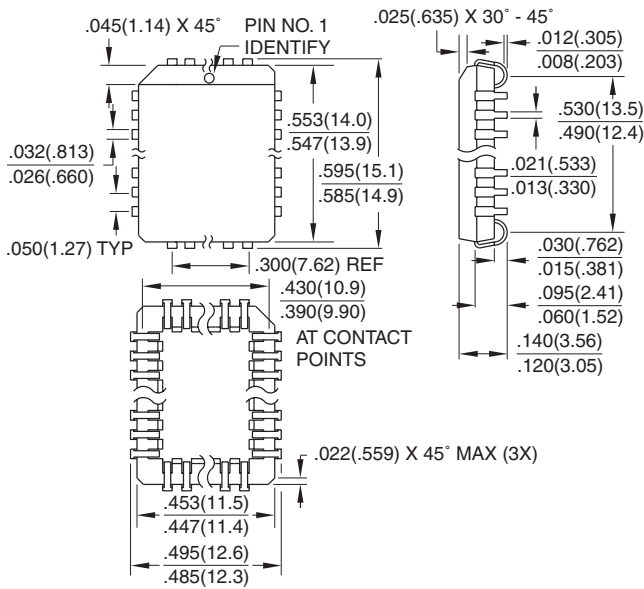 .045(1.14) X 45°
PIN NO. 1
IDENTIFY
.025(.635) X 30° - 45°
.012(.305)
.008(.203)
.553(14.0)
.547(13.9)
.530(13.5)
.490(12.4)
.032(.813)
.026(.660)
.595(15.1)
.585(14.9)
.021(.533)
.013(.330)
.050(1.27) TYP
.300(7.62) REF
.030(.762)
.015(.381)
.430(10.9)
.390(9.90)
AT CONTACT
POINTS
.095(2.41)
.060(1.52)
.140(3.56)
.120(3.05)
.022(.559) X 45° MAX (3X)
.453(11.5)
.447(11.4)
.495(12.6)
.485(12.3)